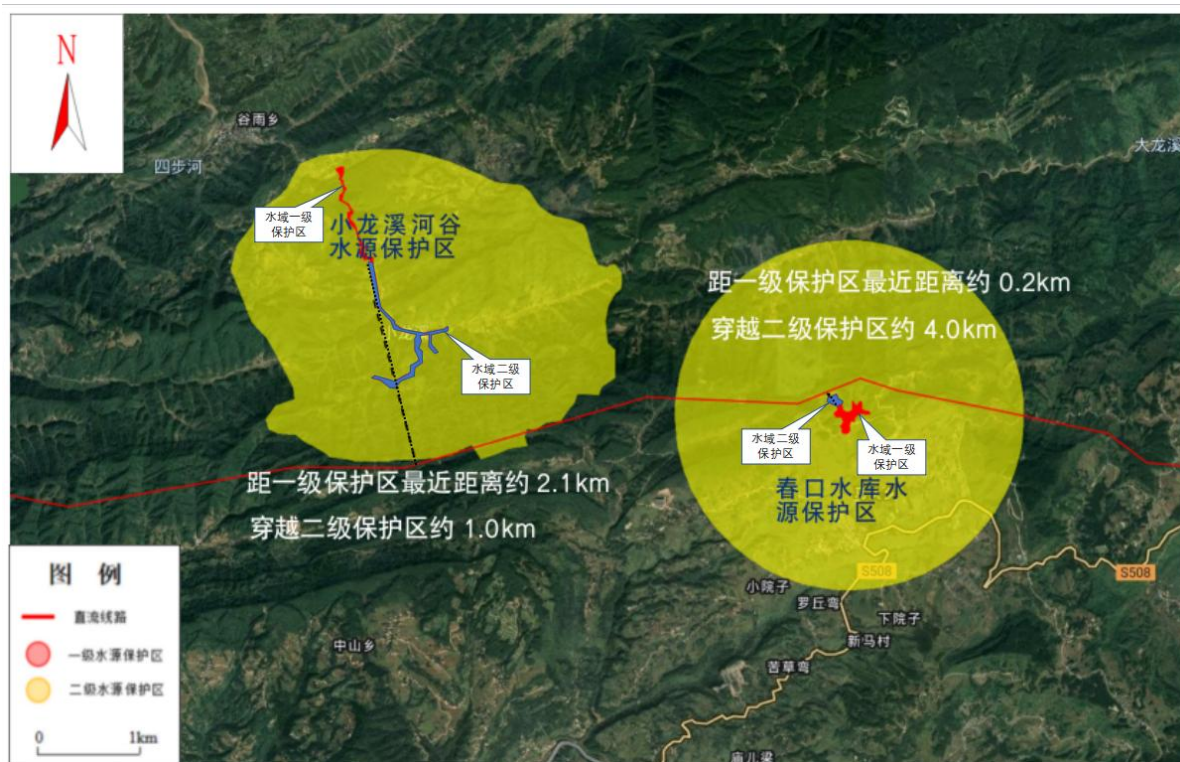 N
谷雨乡
四步河
大龙溪
水域一级
保护区
小龙溪河谷
水源保护区
水域二级
保护区
距一级保护区最近距离约 0.2km
穿越二级保护区约 4.0km
水域二级
保护区
水域一级
保护区
春口水库水
源保护区
距一级保护区最近距离约 2.1km
穿越二级保护区约 1.0km
S508
S508
小院子
罗丘弯
下院子
新马村
苦草弯
中山乡
庙儿梁
图 例
直流线路
一级水源保护区
二级水源保护区
0 1km